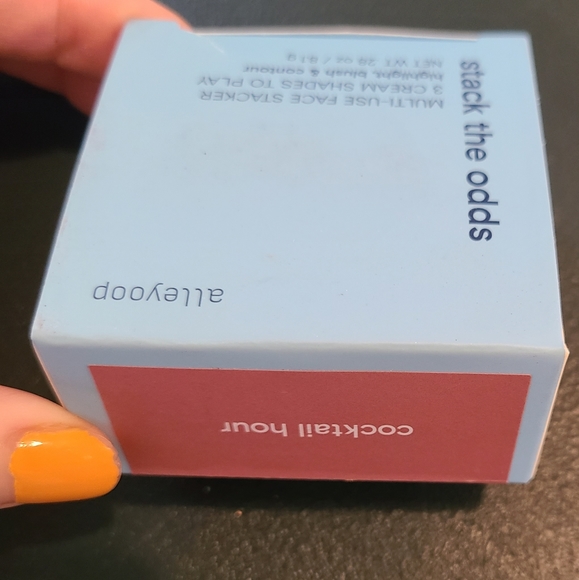 stack the odds
MULTI-USE FACE STACKER
3 CREAM SHADES TO PLAY
highlight, blush & contour
NET WT .28 oz / 8.1 g
alleyoop
cocktail hour